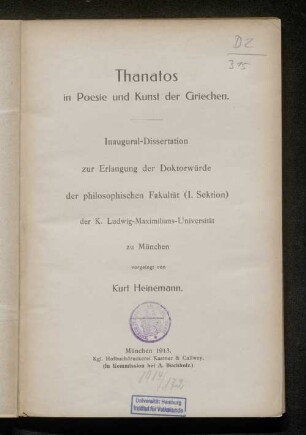 D2
Thanatos
in Poesie und Kunst der Griechen.
Inaugural-Dissertation
zur Erlangung der Doktorwürde
der philosophischen Fakultät (I. Sektion)
der K. Ludwig-Maximilians-Universität
zu München
vorgelegt von
Kurt Heinemann.
München 1913.
Kgl. Hofbuchdruckerei Kastner & Callwey.
(In Kommission bei A. Buchholz.)
Universität Hamburg
Institut für Volkskunde